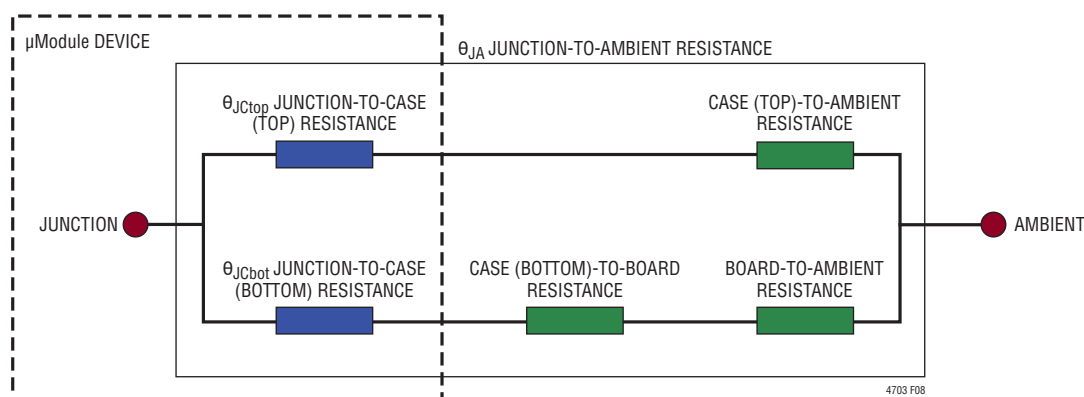 µModule DEVICE
θJA JUNCTION-TO-AMBIENT RESISTANCE
θJCtop JUNCTION-TO-CASE
(TOP) RESISTANCE
CASE (TOP)-TO-AMBIENT
RESISTANCE
JUNCTION
AMBIENT
θJCbot JUNCTION-TO-CASE
(BOTTOM) RESISTANCE
CASE (BOTTOM)-TO-BOARD
RESISTANCE
BOARD-TO-AMBIENT
RESISTANCE
4703 F08